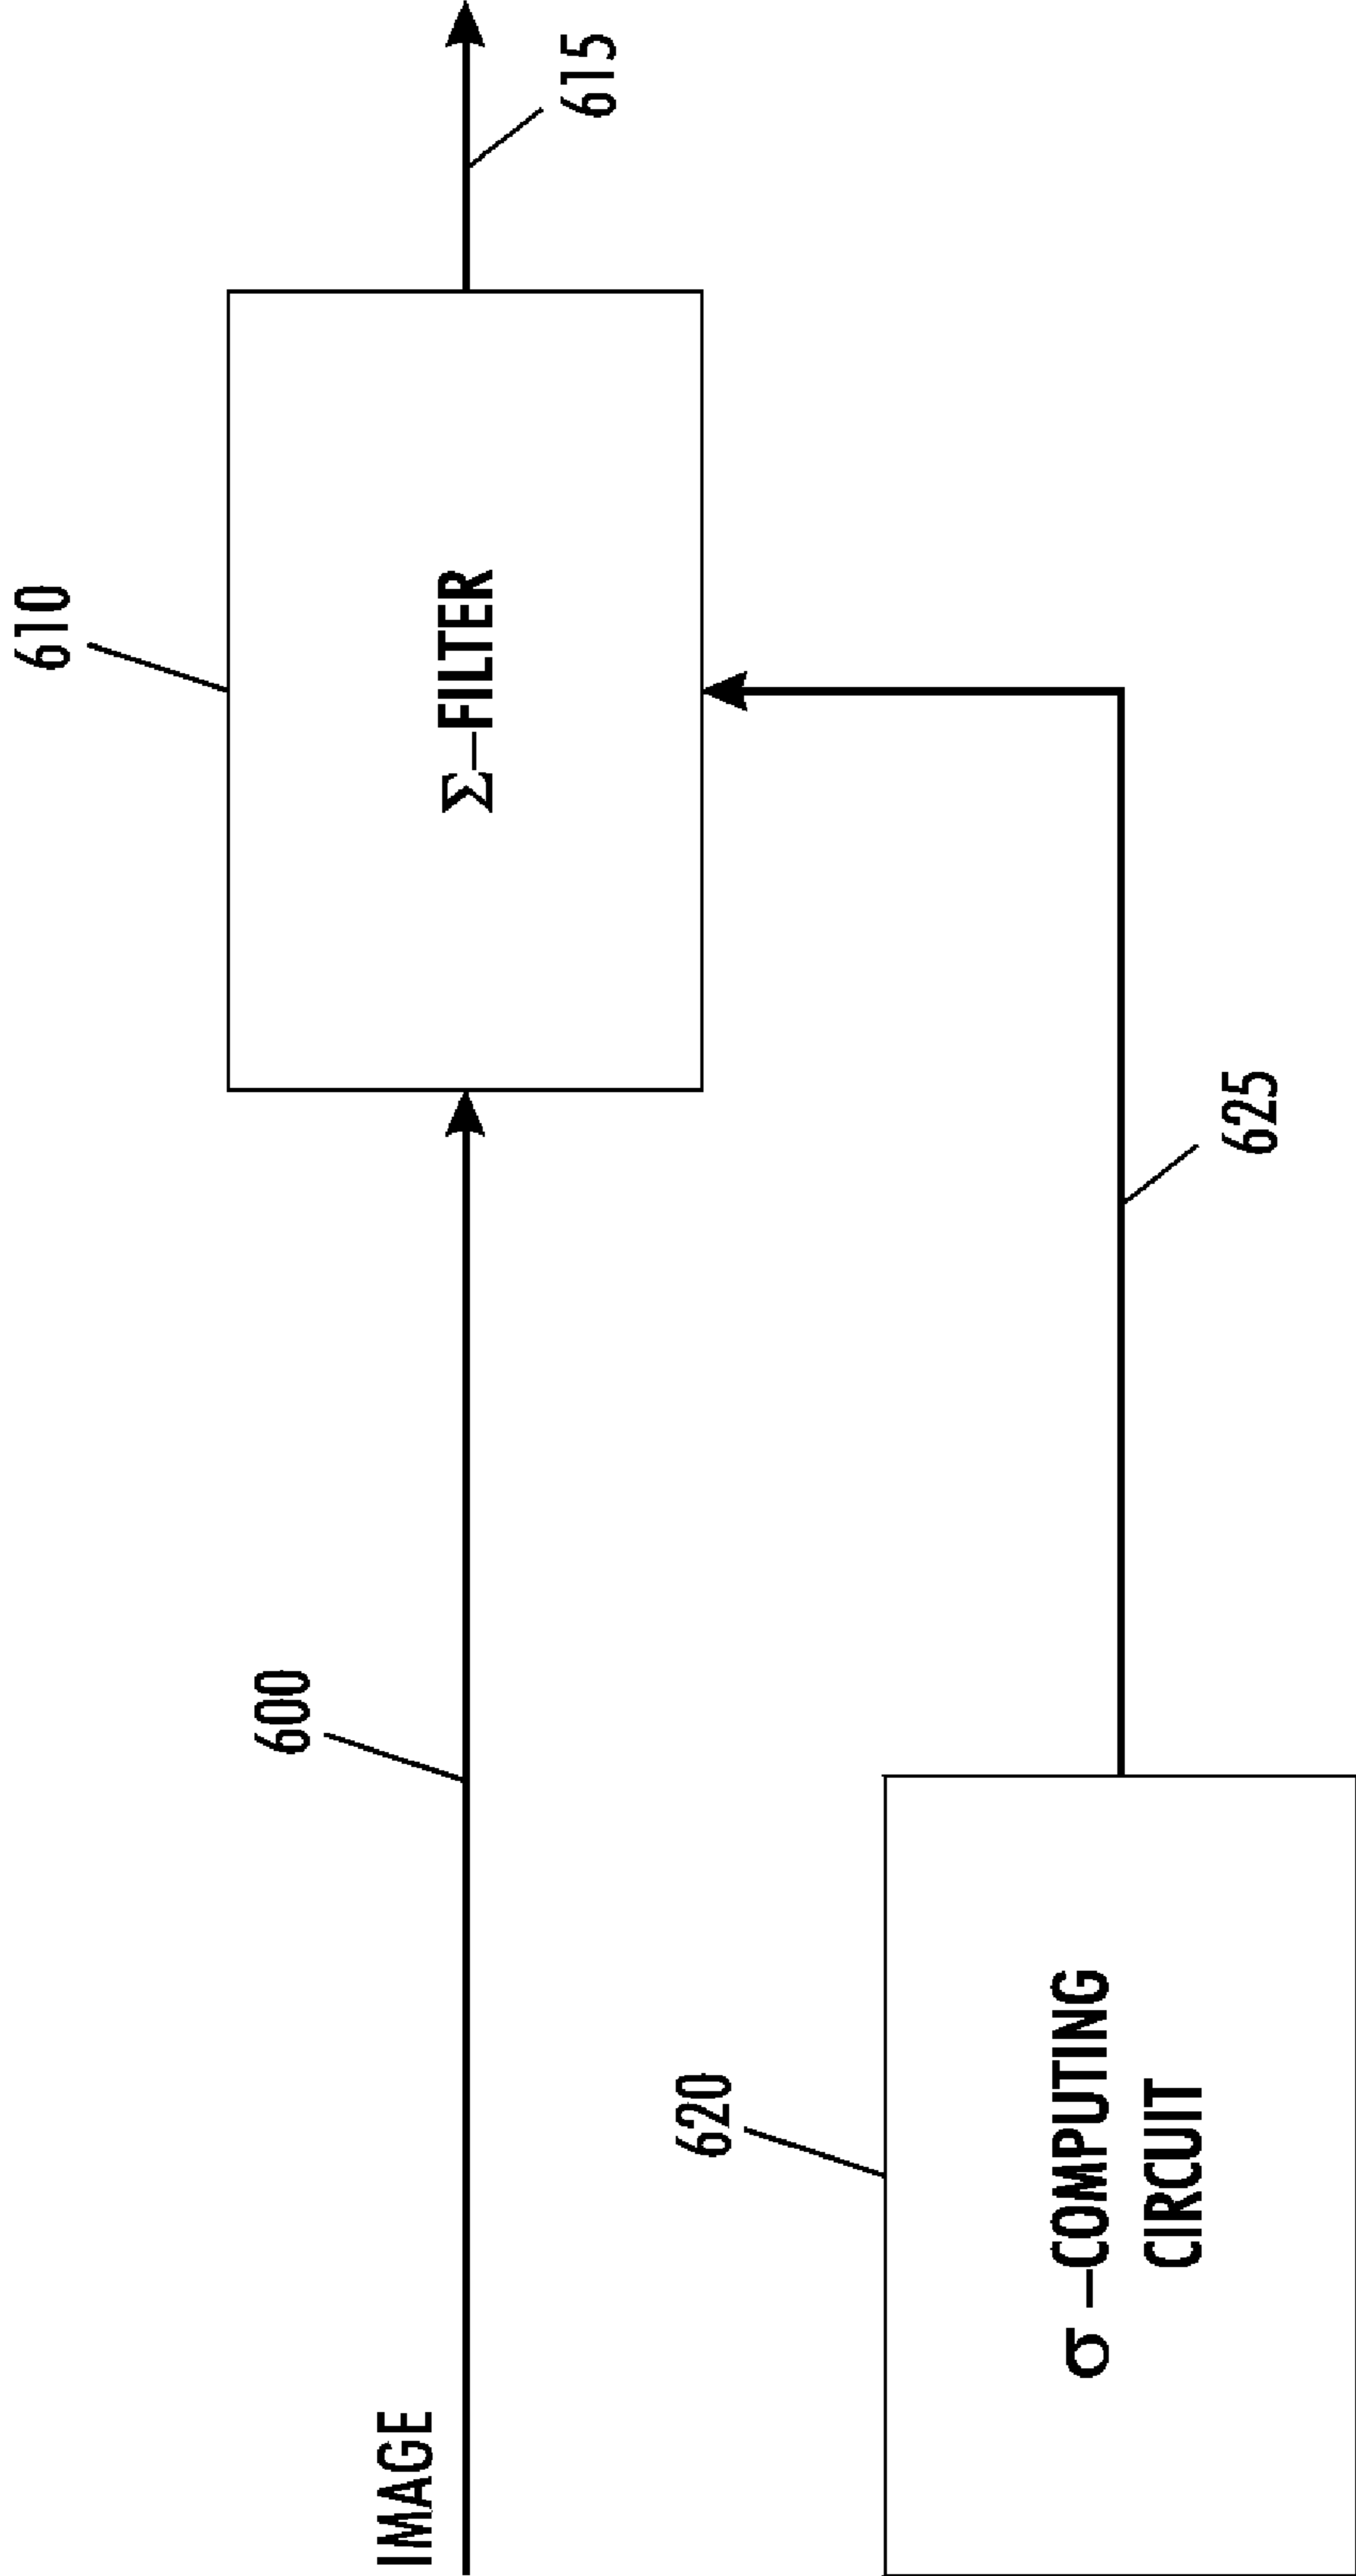 610
Σ–FILTER
615
600
IMAGE
625
620
σ –COMPUTING
CIRCUIT